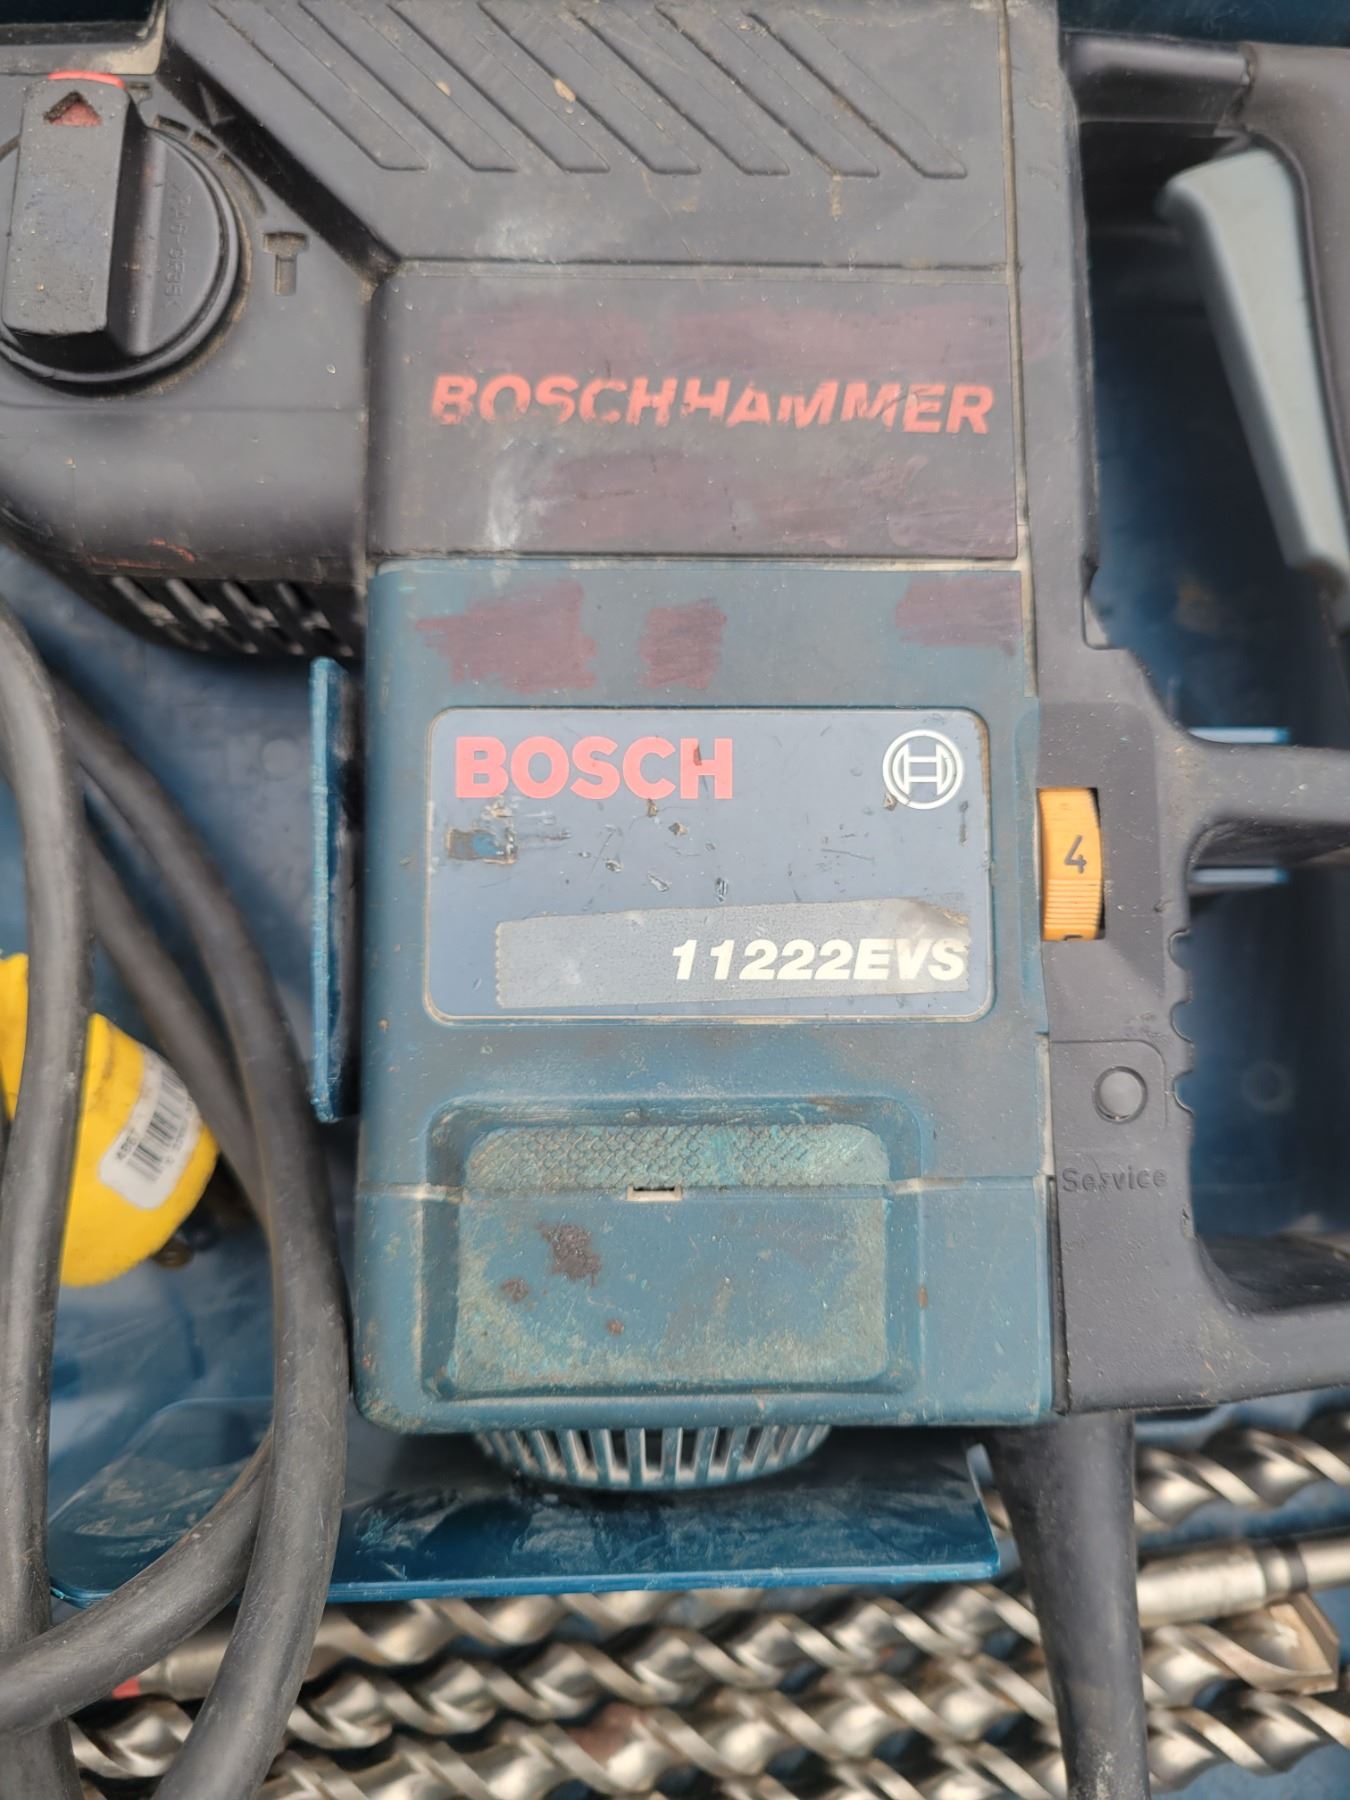 BOSCHHAMMER
BOSCH
4
11222EVS
Service